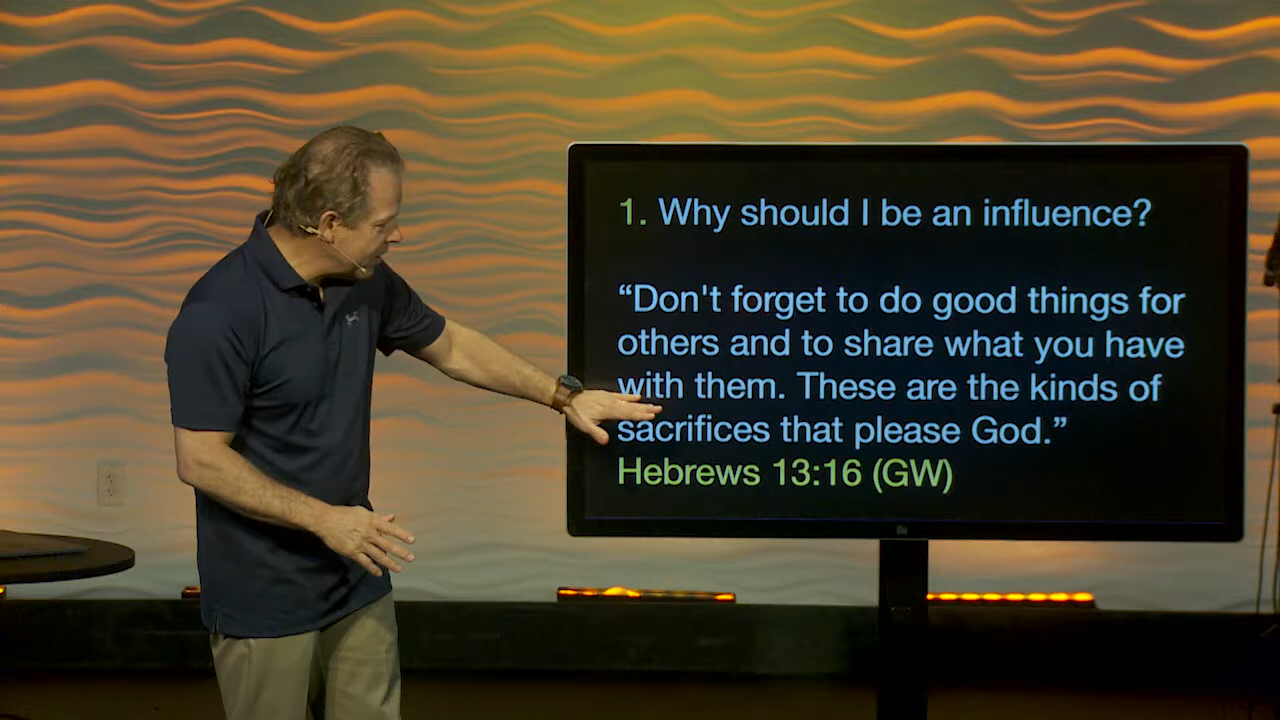 1. Why should I be an influence?
“Don't forget to do good things for
others and to share what you have
with them. These are the kinds of
sacrifices that please God.”
Hebrews 13:16 (GW)